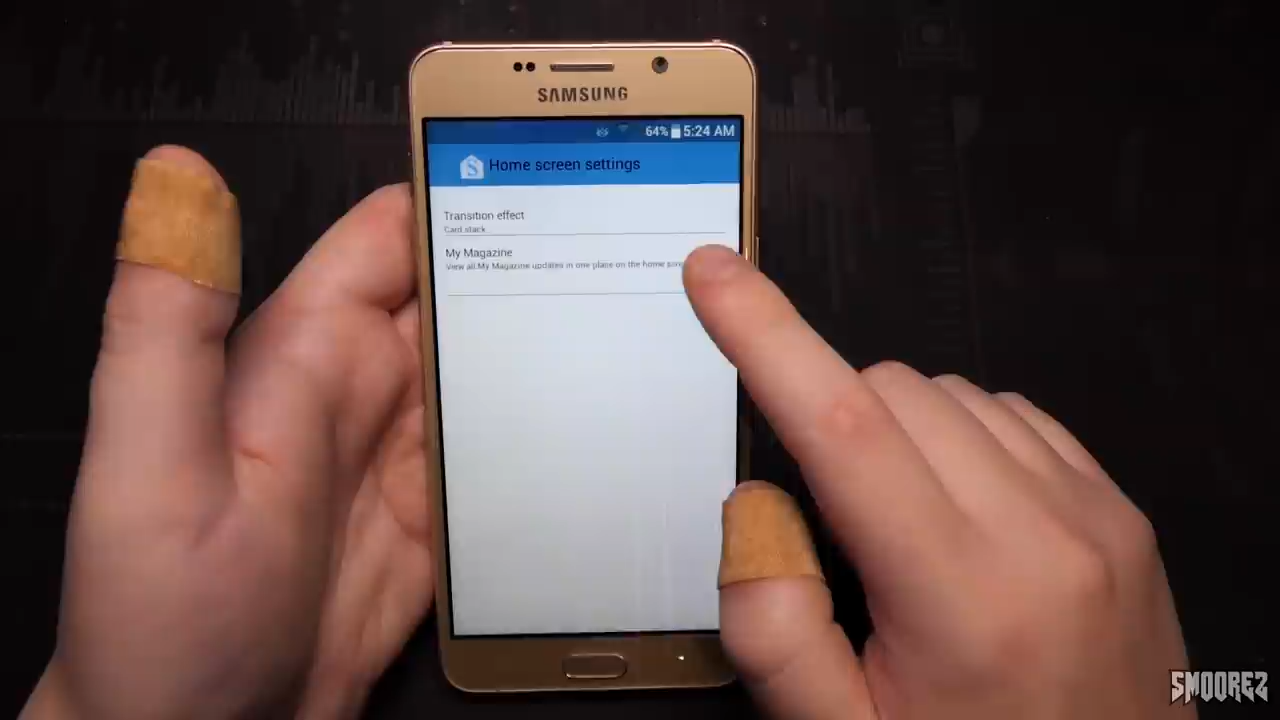 SAMSUNG
64% 5:24 AM
Home screen settings
Transition effect
Card stack
My Magazine
View all My Magazine updates in one place on the home
SMOOREZ